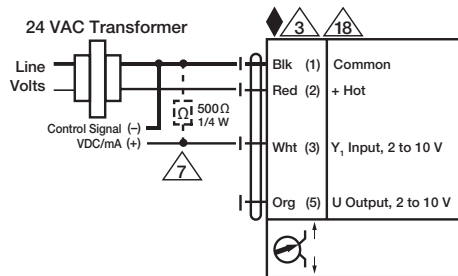 24 VAC Transformer
Line
Volts
Control Signal (–)
VDC/mA (+)
Ω
500Ω
1/4 W
7
3
18
Blk (1) Common
Red (2) + Hot
Wht (3) Y1 Input, 2 to 10 V
Org (5) U Output, 2 to 10 V